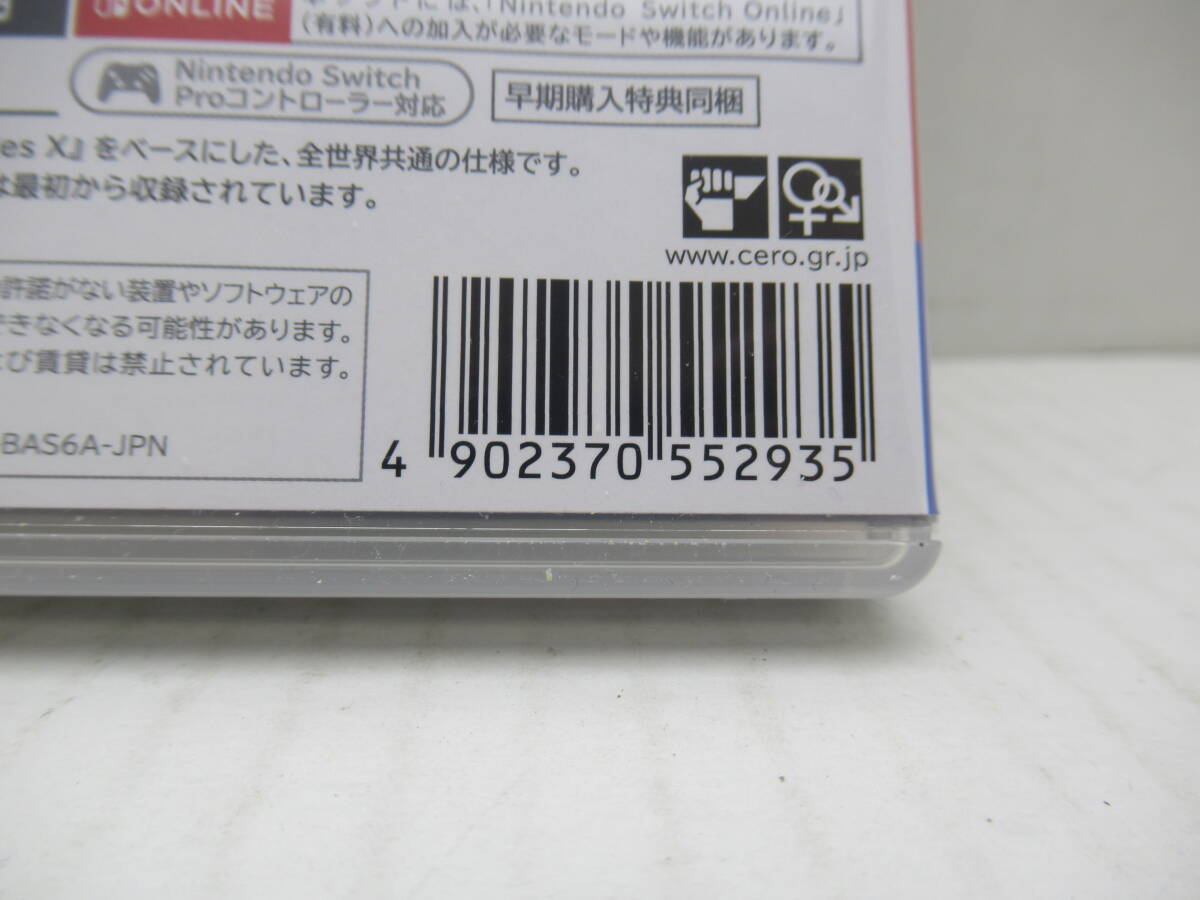 ONLINE
には、「Nintendo Switch Online」
(有料)への加入が必要なモードや機能があります。
Nintendo Switch
Proコントローラー対応
早期購入特典同梱
es X』をベースにした、全世界共通の仕様です。
は最初から収録されています。
www.cero.gr.jp
許諾がない装置やソフトウェアの
できなくなる可能性があります。
よび賃貸は禁止されています。
-BAS6A-JPN
4 902370 552935